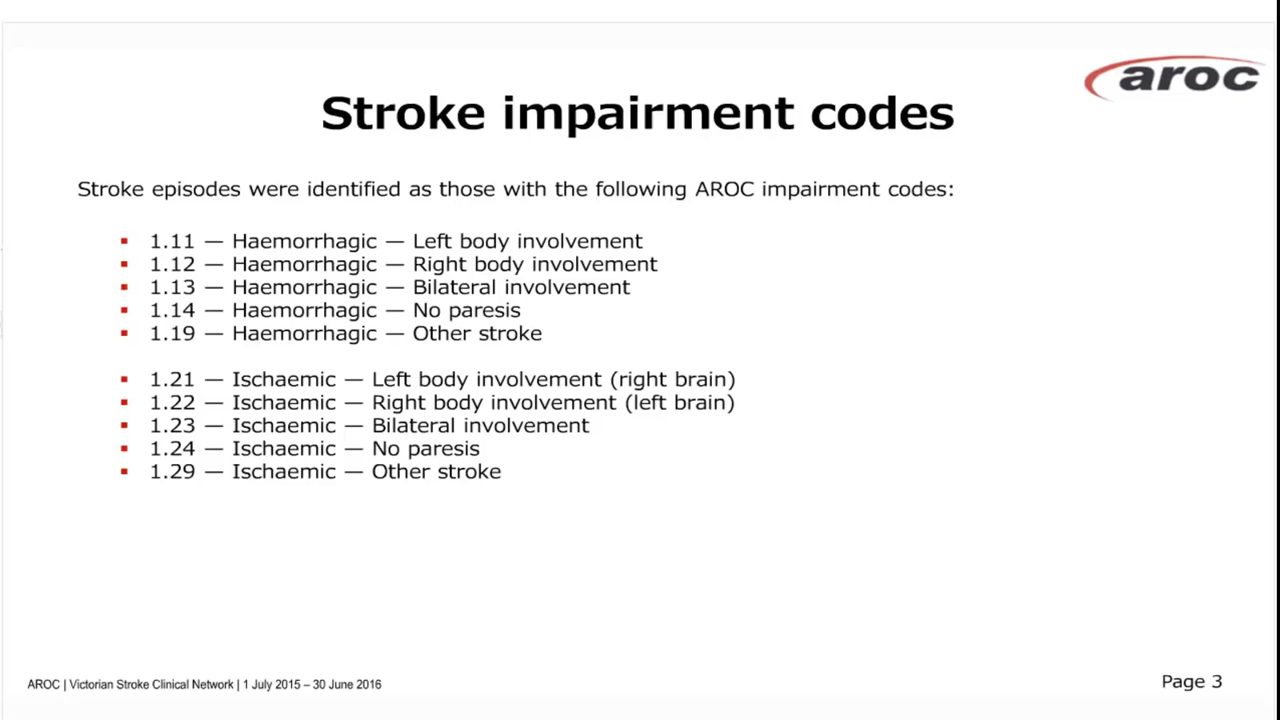 aroc
Stroke impairment codes
Stroke episodes were identified as those with the following AROC impairment codes:
▪ 1.11 — Haemorrhagic — Left body involvement
▪ 1.12 — Haemorrhagic — Right body involvement
▪ 1.13 — Haemorrhagic — Bilateral involvement
▪ 1.14 — Haemorrhagic — No paresis
▪ 1.19 — Haemorrhagic — Other stroke
▪ 1.21 — Ischaemic — Left body involvement (right brain)
▪ 1.22 — Ischaemic — Right body involvement (left brain)
▪ 1.23 — Ischaemic — Bilateral involvement
▪ 1.24 — Ischaemic — No paresis
▪ 1.29 — Ischaemic — Other stroke
AROC | Victorian Stroke Clinical Network | 1 July 2015 – 30 June 2016
Page 3